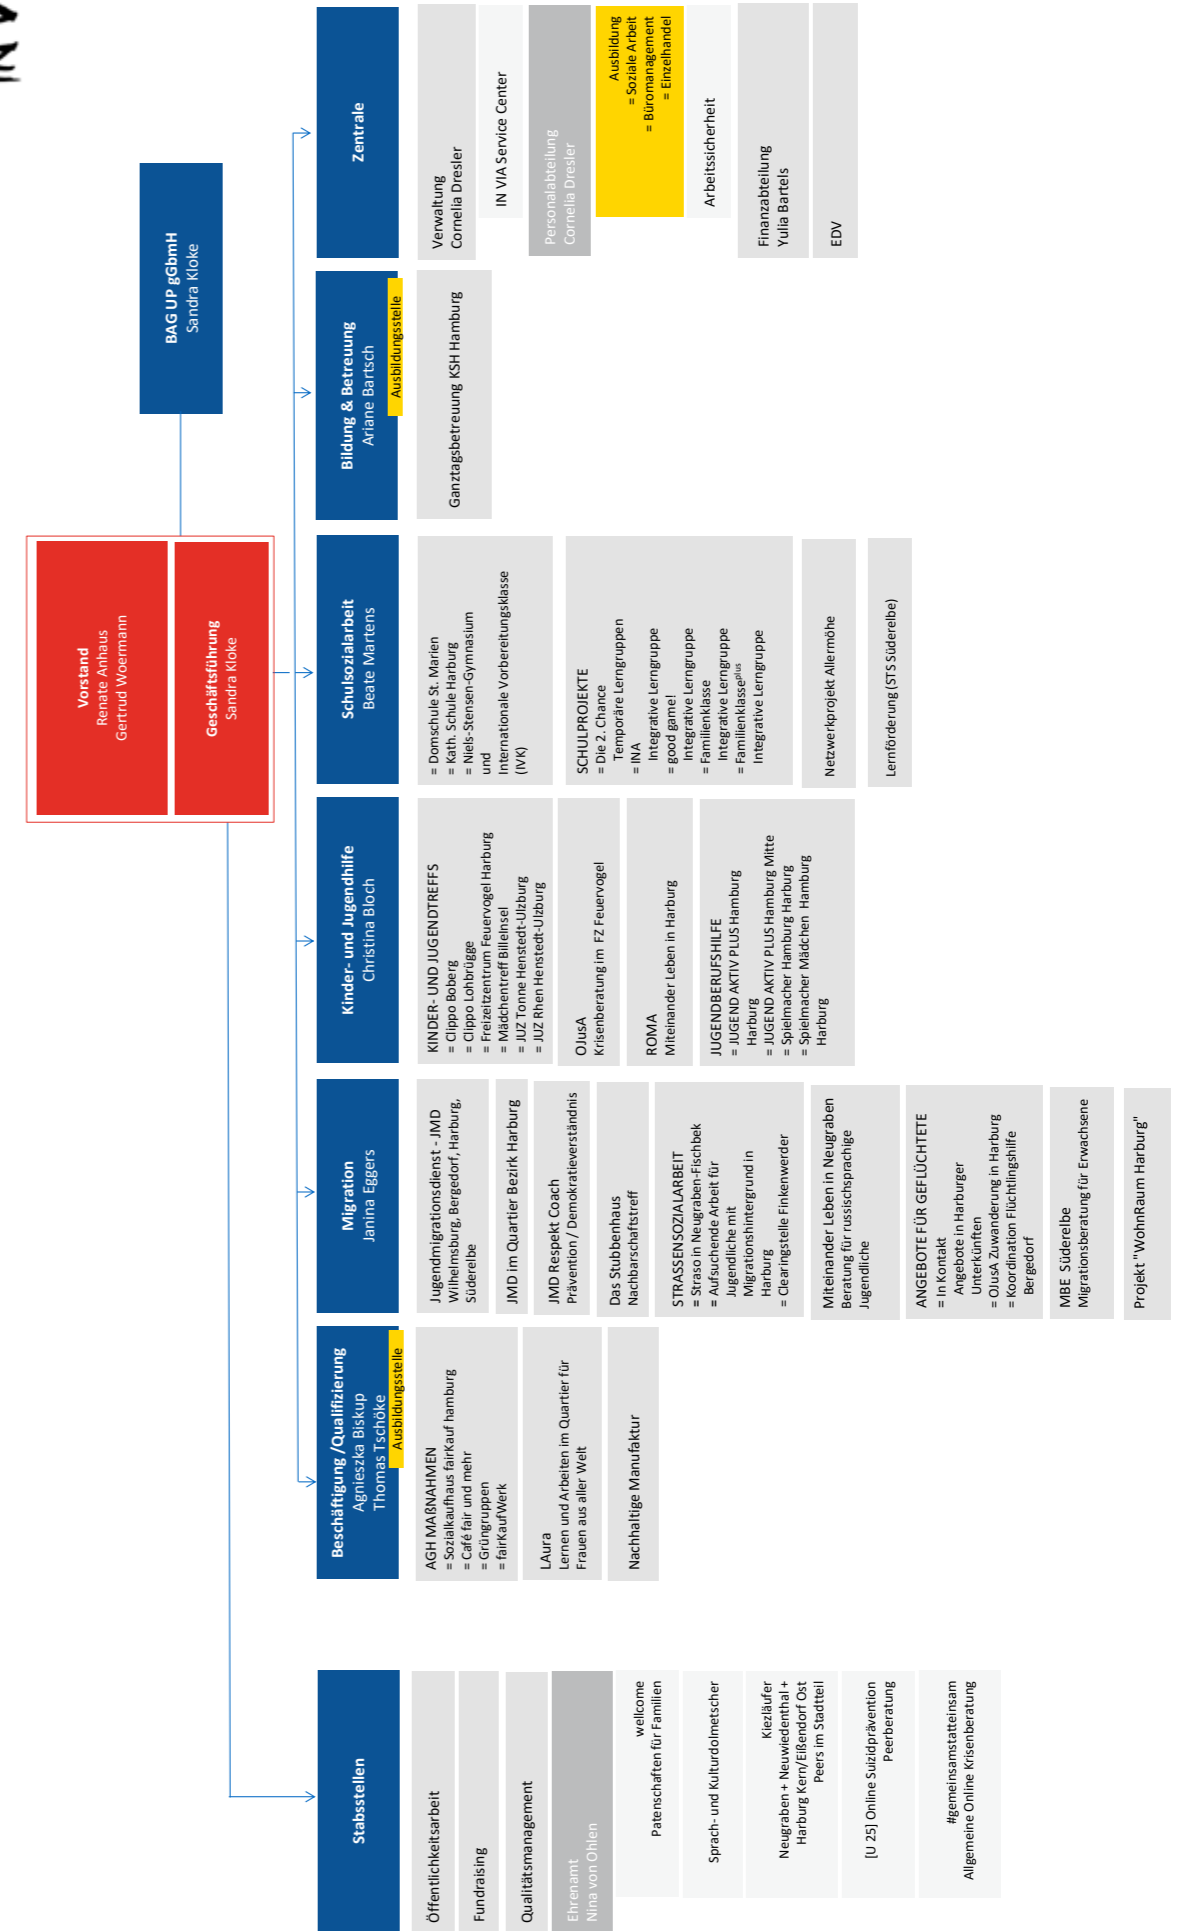 Vorstand
Renate Anhaus
Gertrud Woermann
Geschäftsführung
Sandra Kloke
BAG UP gGbmH
Sandra Kloke
Stabsstellen
Öffentlichkeitsarbeit
Fundraising
Qualitätsmanagement
Ehrenamt
Nina von Ohlen
wellcome
Patenschaften für Familien
Sprach- und Kulturdolmetscher
Kiezläufer
Neugraben + Neuwiedenthal +
Harburg Kern/Eißendorf Ost
Peers im Stadtteil
[U 25] Online Suizidprävention
Peerberatung
#gemeinsamstatteinsam
Allgemeine Online Krisenberatung
Beschäftigung /Qualifizierung
Agnieszka Biskup
Thomas Tschöke
Ausbildungsstelle
AGH MAßNAHMEN
= Sozialkaufhaus fairKauf hamburg
= Café fair und mehr
= Grüngruppen
= fairKaufWerk
LAura
Lernen und Arbeiten im Quartier für
Frauen aus aller Welt
Nachhaltige Manufaktur
Migration
Janina Eggers
Jugendmigrationsdienst - JMD
Wilhelmsburg, Bergedorf, Harburg,
Süderelbe
JMD im Quartier Bezirk Harburg
JMD Respekt Coach
Prävention/ Demokratieverständnis
Das Stubbenhaus
Nachbarschaftstreff
STRASSENSOZIALARBEIT
= Straso in Neugraben-Fischbek
= Aufsuchende Arbeit für
Jugendliche mit
Migrationshintergrund in
Harburg
= Clearingstelle Finkenwerder
Miteinander Leben in Neugraben
Beratung für russischsprachige
Jugendliche
ANGEBOTE FÜR GEFLÜCHTETE
= In Kontakt
Angebote in Harburger
Unterkünften
= OJusA Zuwanderung in Harburg
= Koordination Flüchtlingshilfe
Bergedorf
MBE Süderelbe
Migrationsberatung für Erwachsene
Projekt "WohnRaum Harburg"
Kinder- und Jugendhilfe
Christina Bloch
KINDER- UND JUGENDTREFFS
= Clippo Boberg
= Clippo Lohbrügge
= Freizeitzentrum Feuervogel Harburg
= Mädchentreff BilleInsel
= JUZ Tonne Henstedt-Ulzburg
= JUZ Rhen Henstedt-Ulzburg
OJusA
Krisenberatung im FZ Feuervogel
ROMA
Miteinander Leben in Harburg
JUGENDBERUFSHILFE
= JUGEND AKTIV PLUS Hamburg
Harburg
= JUGEND AKTIV PLUS Hamburg Mitte
= Spielmacher Hamburg Harburg
= Spielmacher Mädchen Hamburg
Harburg
Schulsozialarbeit
Beate Martens
= Domschule St. Marien
= Kath. Schule Harburg
= Niels-Stensen-Gymnasium
und
Internationale Vorbereitungsklasse
(IVK)
SCHULPROJEKTE
= Die 2. Chance
Temporäre Lerngruppen
= INA
Integrative Lerngruppe
= good game!
Integrative Lerngruppe
= Familienklasse
Integrative Lerngruppe
= Familienklasseplus
Integrative Lerngruppe
Netzwerkprojekt Allermöhe
Lernförderung (STS Süderelbe)
Bildung & Betreuung
Ariane Bartsch
Ausbildungsstelle
Ganztagsbetreuung KSH Hamburg
Zentrale
Verwaltung
Cornelia Dresler
IN VIA Service Center
Personalabteilung
Cornelia Dresler
Ausbildung
= Soziale Arbeit
= Büromanagement
= Einzelhandel
Arbeitssicherheit
Finanzabteilung
Yulia Bartels
EDV